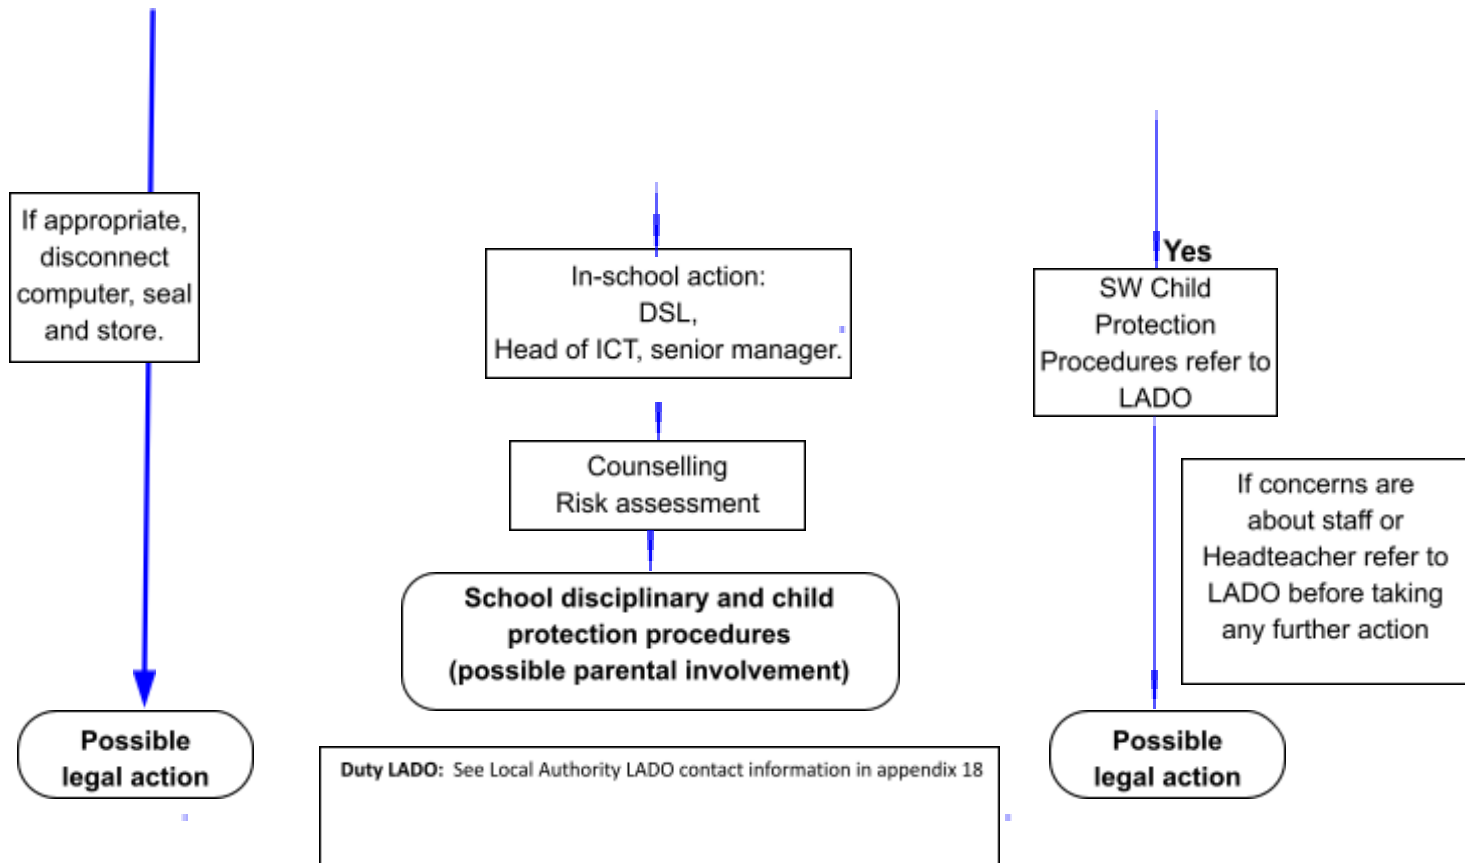 If appropriate,
disconnect
computer, seal
and store.
In-school action:
DSL,
Head of ICT, senior manager.
Yes
SW Child
Protection
Procedures refer to
LADO
Counselling
Risk assessment
If concerns are
about staff or
Headteacher refer to
LADO before taking
any further action
School disciplinary and child
protection procedures
(possible parental involvement)
Possible
legal action
Duty LADO: See Local Authority LADO contact information in appendix 18
Possible
legal action